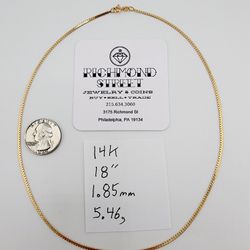 RICHMOND
STREET
JEWELRY & COINS
BUY • SELL • TRADE
215.634.3060
3175 Richmond St
Philadelphia, PA 19134
14K
18"
1.85mm
5.46g